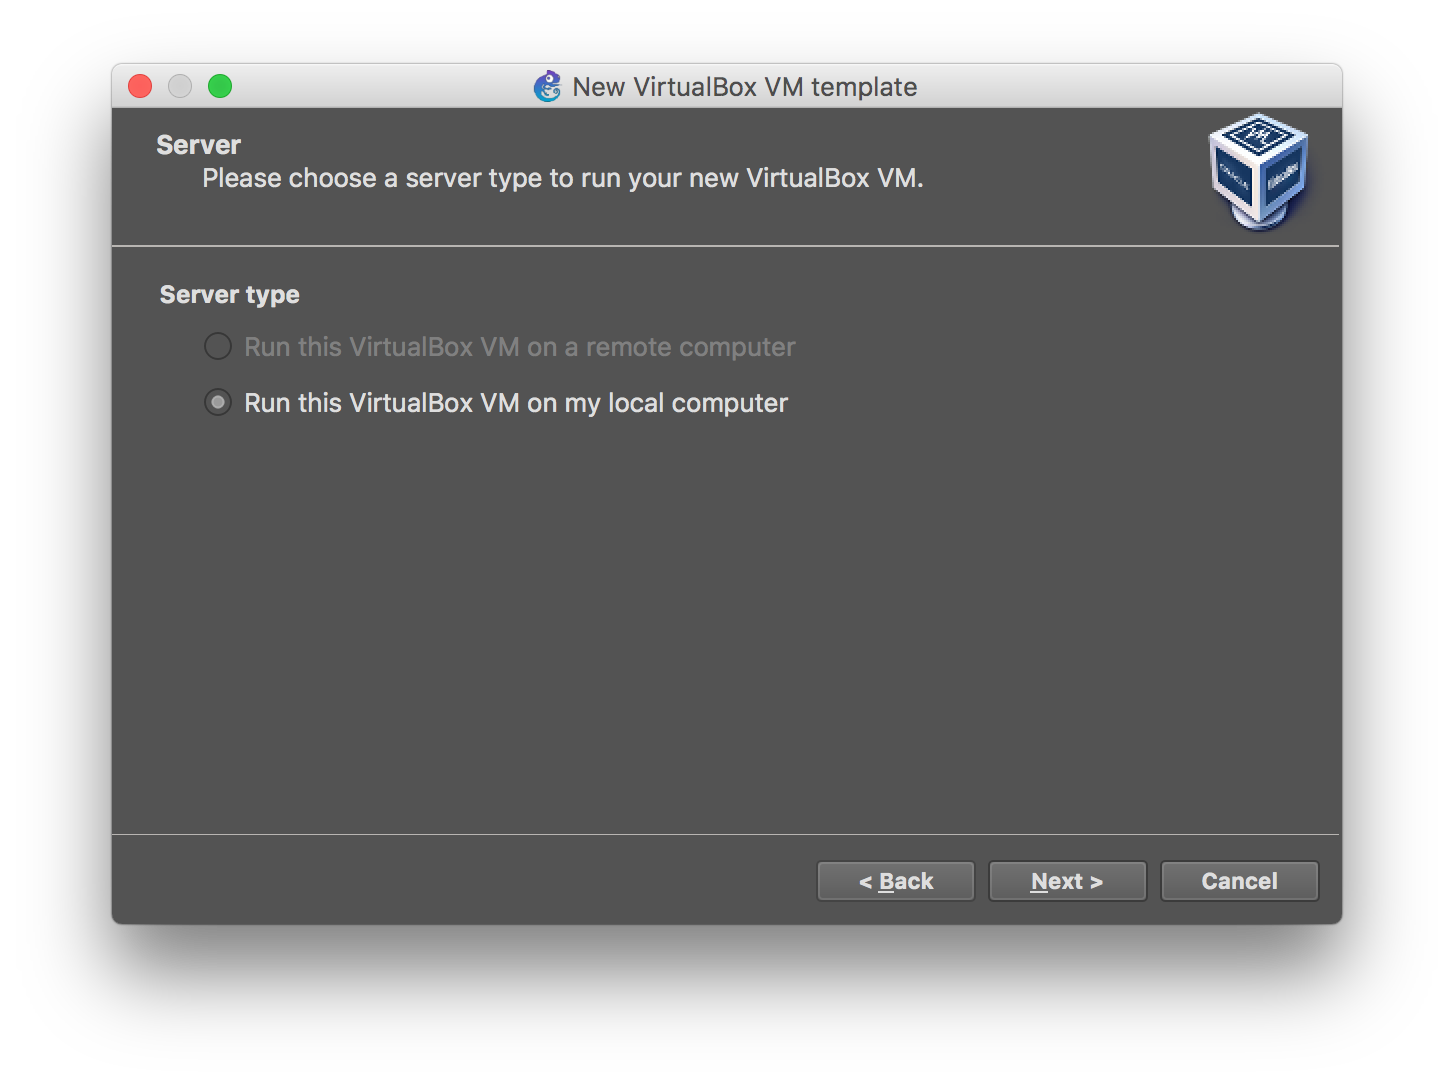 New VirtualBox VM template
Server
Please choose a server type to run your new VirtualBox VM.
Server type
Run this VirtualBox VM on a remote computer
Run this VirtualBox VM on my local computer
< Back
Next >
Cancel